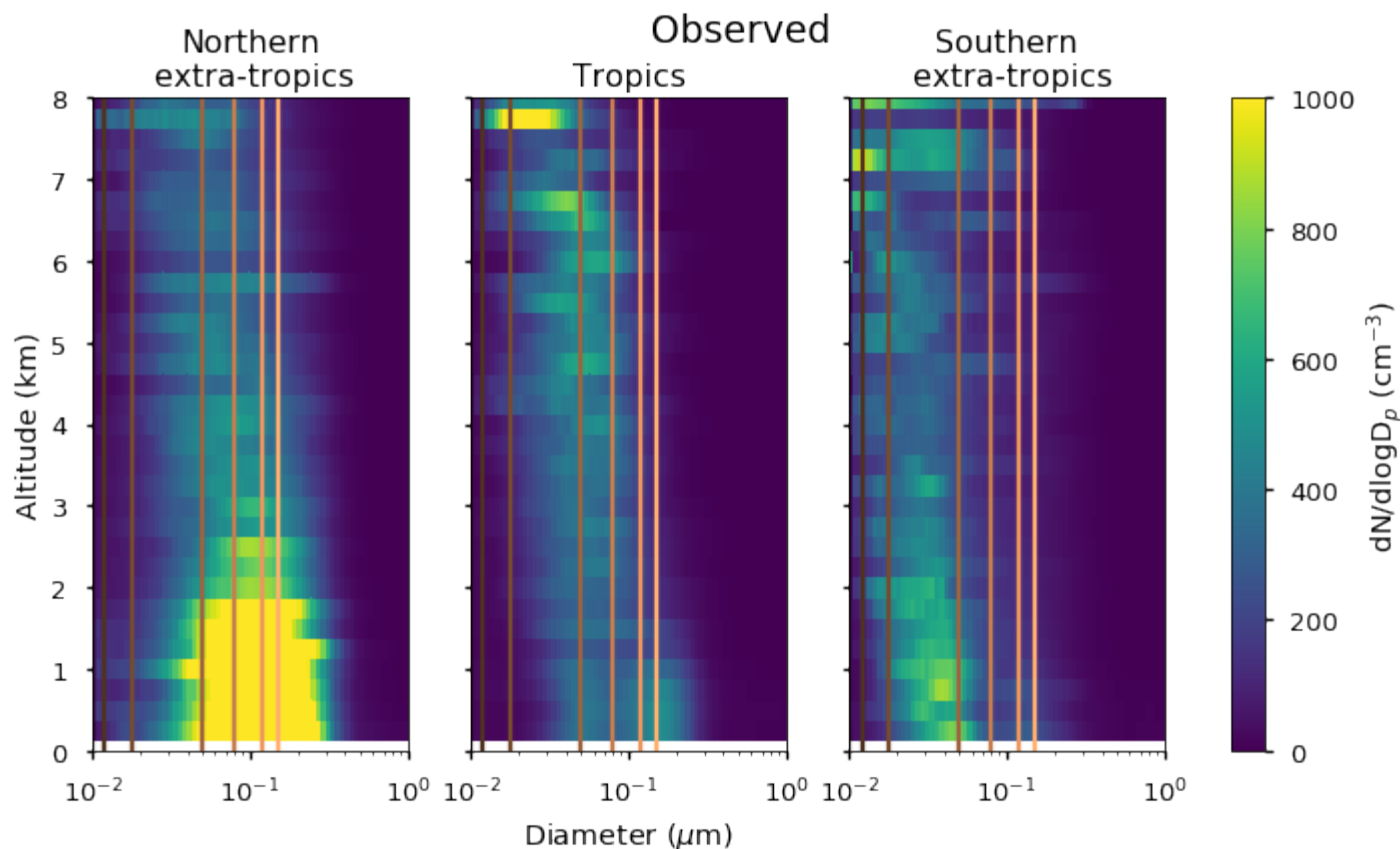 Observed
Northern
extra-tropics
Tropics
Southern
extra-tropics
8
7
6
5
4
3
2
1
0
Altitude (km)
10⁻² 10⁻¹ 10⁰
10⁻² 10⁻¹ 10⁰
10⁻² 10⁻¹ 10⁰
Diameter (μm)
1000
800
600
400
200
0
dN/dlogDₚ (cm⁻³)